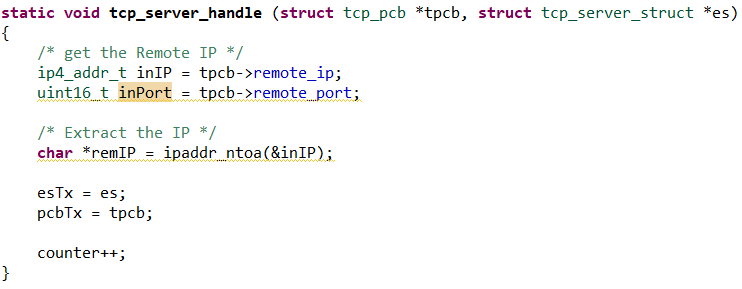 static void tcp_server_handle (struct tcp_pcb *tpcb, struct tcp_server_struct *es)
{
/* get the Remote IP */
ip4_addr_t inIP = tpcb->remote_ip;
uint16_t inPort = tpcb->remote_port;
/* Extract the IP */
char *remIP = ipaddr_ntoa(&inIP);
esTx = es;
pcbTx = tpcb;
counter++;
}